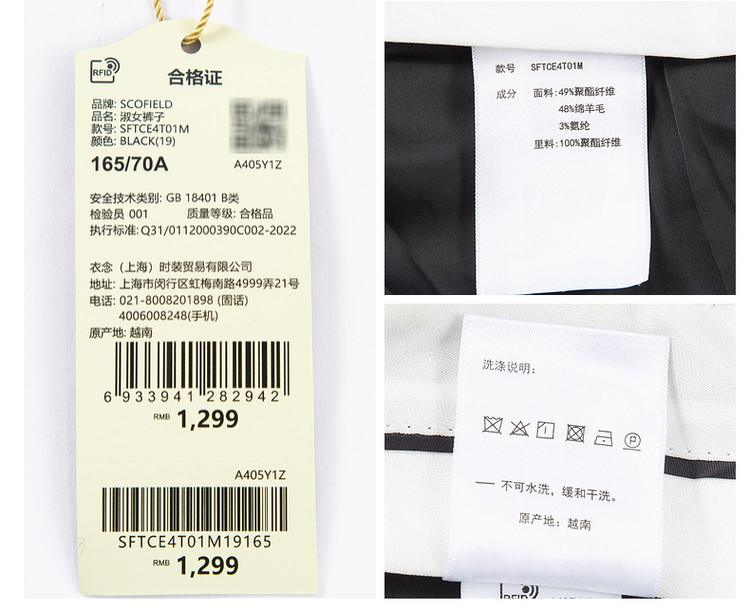 RFID
合格证
品牌: SCOFIELD
品名: 淑女裤子
款号: SFTCE4T01M
颜色: BLACK(19)
165/70A
A405Y1Z
安全技术类别: GB 18401 B类
检验员 001 质量等级: 合格品
执行标准: Q31/0112000390C002-2022
衣念（上海）时装贸易有限公司
地址: 上海市闵行区虹梅南路4999弄21号
电话: 021-8008201898 (固话)
4006008248(手机)
原产地: 越南
6 933941 282942
RMB 1,299
A405Y1Z
SFTCE4T01M19165
RMB 1,299
款号 SFTCE4T01M
成分 面料: 49%聚酯纤维
48%绵羊毛
3%氨纶
里料: 100%聚酯纤维
洗涤说明:
P
— 不可水洗，缓和干洗。
原产地: 越南
RFID